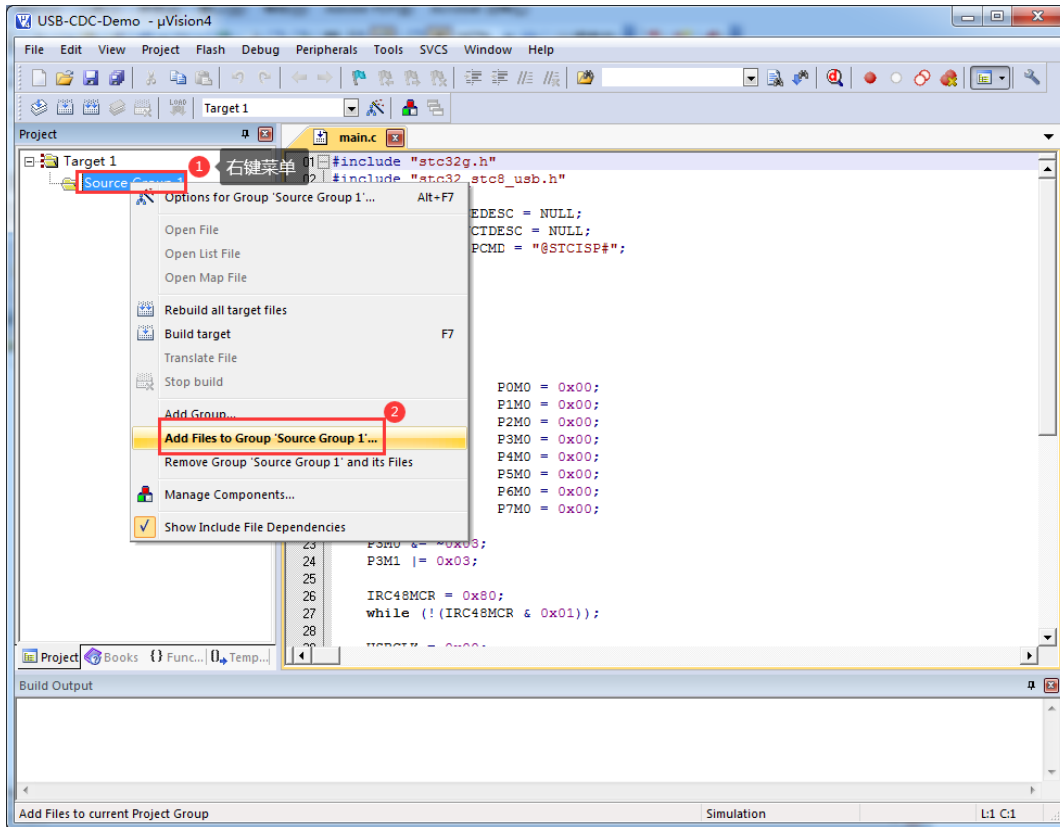 USB-CDC-Demo - µVision4
File Edit View Project Flash Debug Peripherals Tools SVCS Window Help
LOAD Target 1
Project
main.c
Target 1
1 右键菜单
Source Group 1
01 #include "stc32g.h"
02 #include "stc32_stc8_usb.h"
EDESC = NULL;
CTDESC = NULL;
PCMD = "@STCISP#";
P0M0 = 0x00;
P1M0 = 0x00;
P2M0 = 0x00;
P3M0 = 0x00;
P4M0 = 0x00;
P5M0 = 0x00;
P6M0 = 0x00;
P7M0 = 0x00;
23 P3M0 &= ~0x03;
24 P3M1 |= 0x03;
25
26 IRC48MCR = 0x80;
27 while (!(IRC48MCR & 0x01));
28
Options for Group 'Source Group 1'... Alt+F7
Open File
Open List File
Open Map File
Rebuild all target files
Build target F7
Translate File
Stop build
Add Group...
2
Add Files to Group 'Source Group 1'...
Remove Group 'Source Group 1' and its Files
Manage Components...
Show Include File Dependencies
Project Books {} Func... 0 Temp...
Build Output
Add Files to current Project Group Simulation L:1 C:1